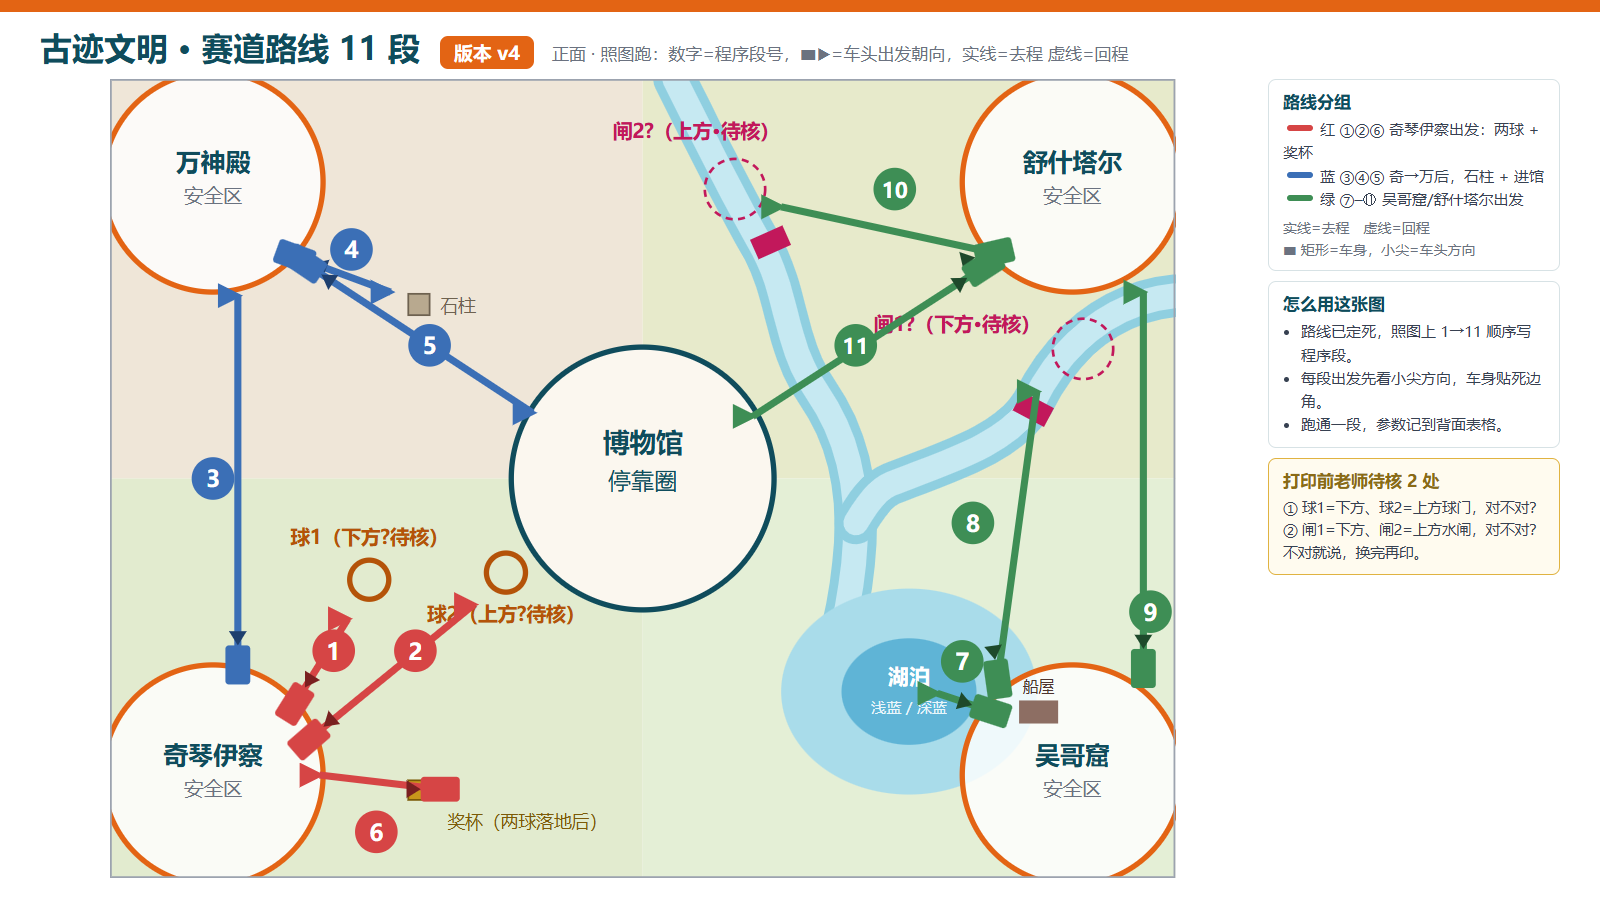 古迹文明 · 赛道路线 11 段
版本 v4
正面 · 照图跑：数字=程序段号，■▶=车头出发朝向，实线=去程 虚线=回程
万神殿
安全区
闸2?（上方·待核）
舒什塔尔
安全区
10
4
石柱
5
闸1?（下方·待核）
11
博物馆
停靠圈
3
8
球1（下方?待核）
球2（上方?待核）
1
2
9
7
湖泊
浅蓝 / 深蓝
船屋
奇琴伊察
安全区
吴哥窟
安全区
6
奖杯（两球落地后）
路线分组
红 ①②⑥ 奇琴伊察出发：两球 +
奖杯
蓝 ③④⑤ 奇→万后，石柱 + 进馆
绿 ⑦–⑪ 吴哥窟/舒什塔尔出发
实线=去程 虚线=回程
■ 矩形=车身，小尖=车头方向
怎么用这张图
• 路线已定死，照图上 1→11 顺序写
程序段。
• 每段出发先看小尖方向，车身贴死边
角。
• 跑通一段，参数记到背面表格。
打印前老师待核 2 处
① 球1=下方、球2=上方球门，对不对?
② 闸1=下方、闸2=上方水闸，对不对?
不对就说，换完再印。